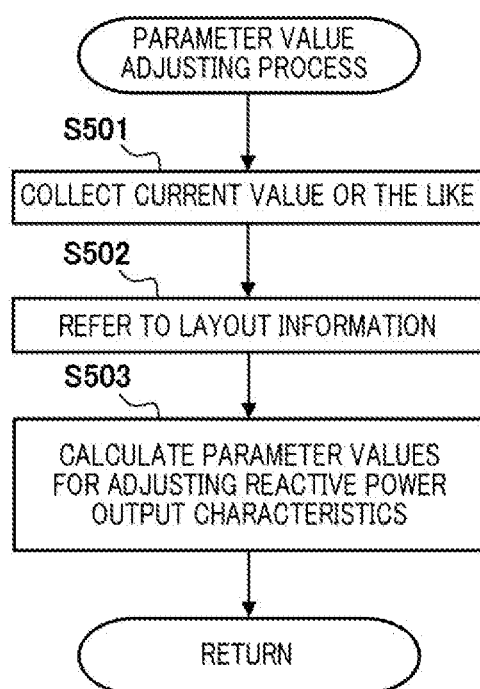 PARAMETER VALUE
ADJUSTING PROCESS
S501
COLLECT CURRENT VALUE OR THE LIKE
S502
REFER TO LAYOUT INFORMATION
S503
CALCULATE PARAMETER VALUES
FOR ADJUSTING REACTIVE POWER
OUTPUT CHARACTERISTICS
RETURN